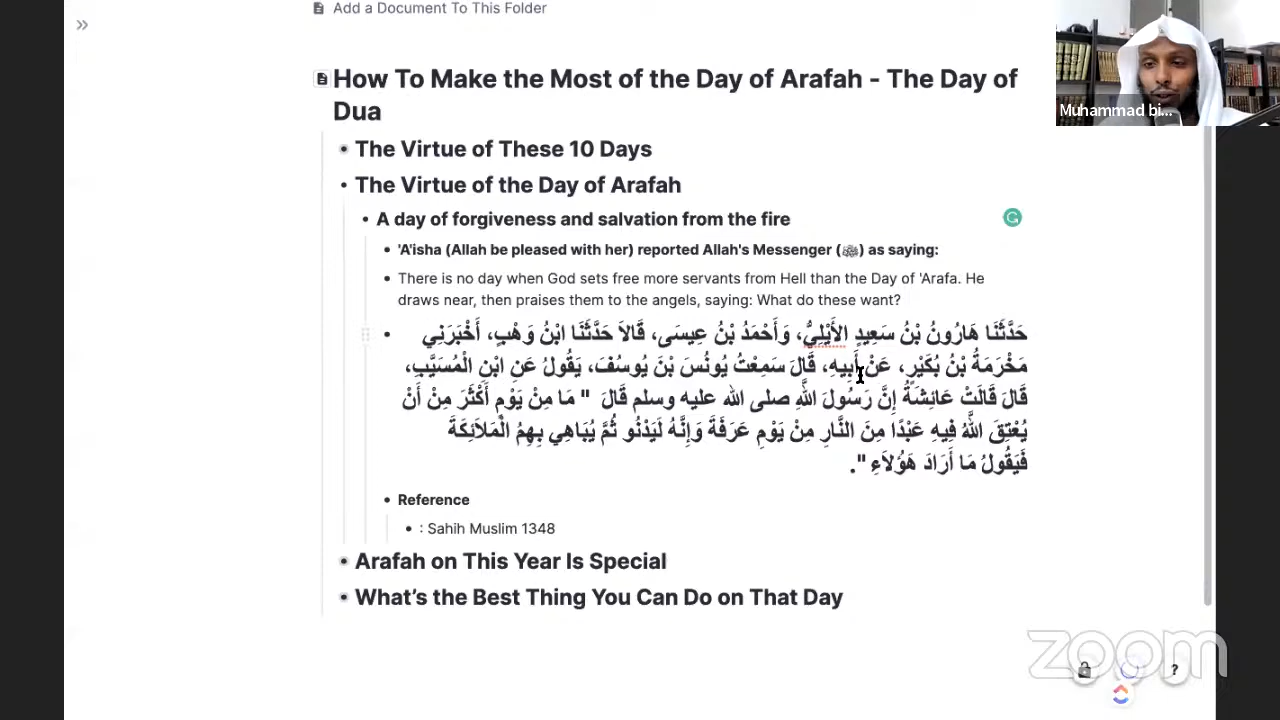 Add a Document To This Folder
How To Make the Most of the Day of Arafah - The Day of
Dua
The Virtue of These 10 Days
The Virtue of the Day of Arafah
A day of forgiveness and salvation from the fire
'A'isha (Allah be pleased with her) reported Allah's Messenger (ﷺ) as saying:
There is no day when God sets free more servants from Hell than the Day of 'Arafa. He
draws near, then praises them to the angels, saying: What do these want?
حَدَّثَنَا هَارُونُ بْنُ سَعِيدٍ الأَيْلِيُّ، وَأَحْمَدُ بْنُ عِيسَى، قَالاَ حَدَّثَنَا ابْنُ وَهْبٍ، أَخْبَرَنِي
مَخْرَمَةُ بْنُ بُكَيْرٍ، عَنْ أَبِيهِ، قَالَ سَمِعْتُ يُونُسَ بْنَ يُوسُفَ، يَقُولُ عَنِ ابْنِ الْمُسَيَّبِ،
قَالَ قَالَتْ عَائِشَةُ إِنَّ رَسُولَ اللَّهِ صلى الله عليه وسلم قَالَ " مَا مِنْ يَوْمٍ أَكْثَرَ مِنْ أَنْ
يُعْتِقَ اللَّهُ فِيهِ عَبْدًا مِنَ النَّارِ مِنْ يَوْمِ عَرَفَةَ وَإِنَّهُ لَيَدْنُو ثُمَّ يُبَاهِي بِهِمُ الْمَلاَئِكَةَ
فَيَقُولُ مَا أَرَادَ هَؤُلاَءِ ".
Reference
: Sahih Muslim 1348
Arafah on This Year Is Special
What’s the Best Thing You Can Do on That Day
Muhammad bi...
zoom
?